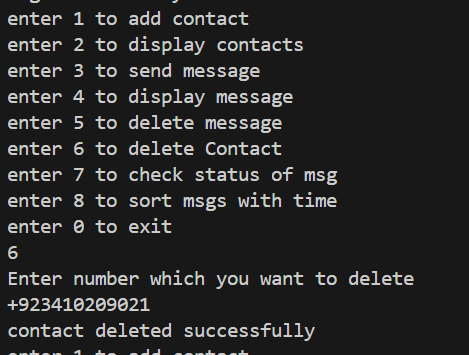 enter 1 to add contact
enter 2 to display contacts
enter 3 to send message
enter 4 to display message
enter 5 to delete message
enter 6 to delete Contact
enter 7 to check status of msg
enter 8 to sort msgs with time
enter 0 to exit
6
Enter number which you want to delete
+923410209021
contact deleted successfully
enter 1 to add contact